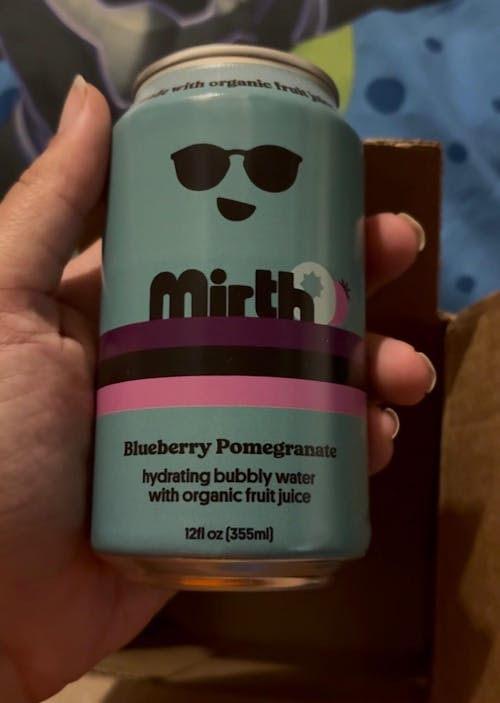 with organic fruit
Mirth
Blueberry Pomegranate
hydrating bubbly water
with organic fruit juice
12fl oz (355ml)